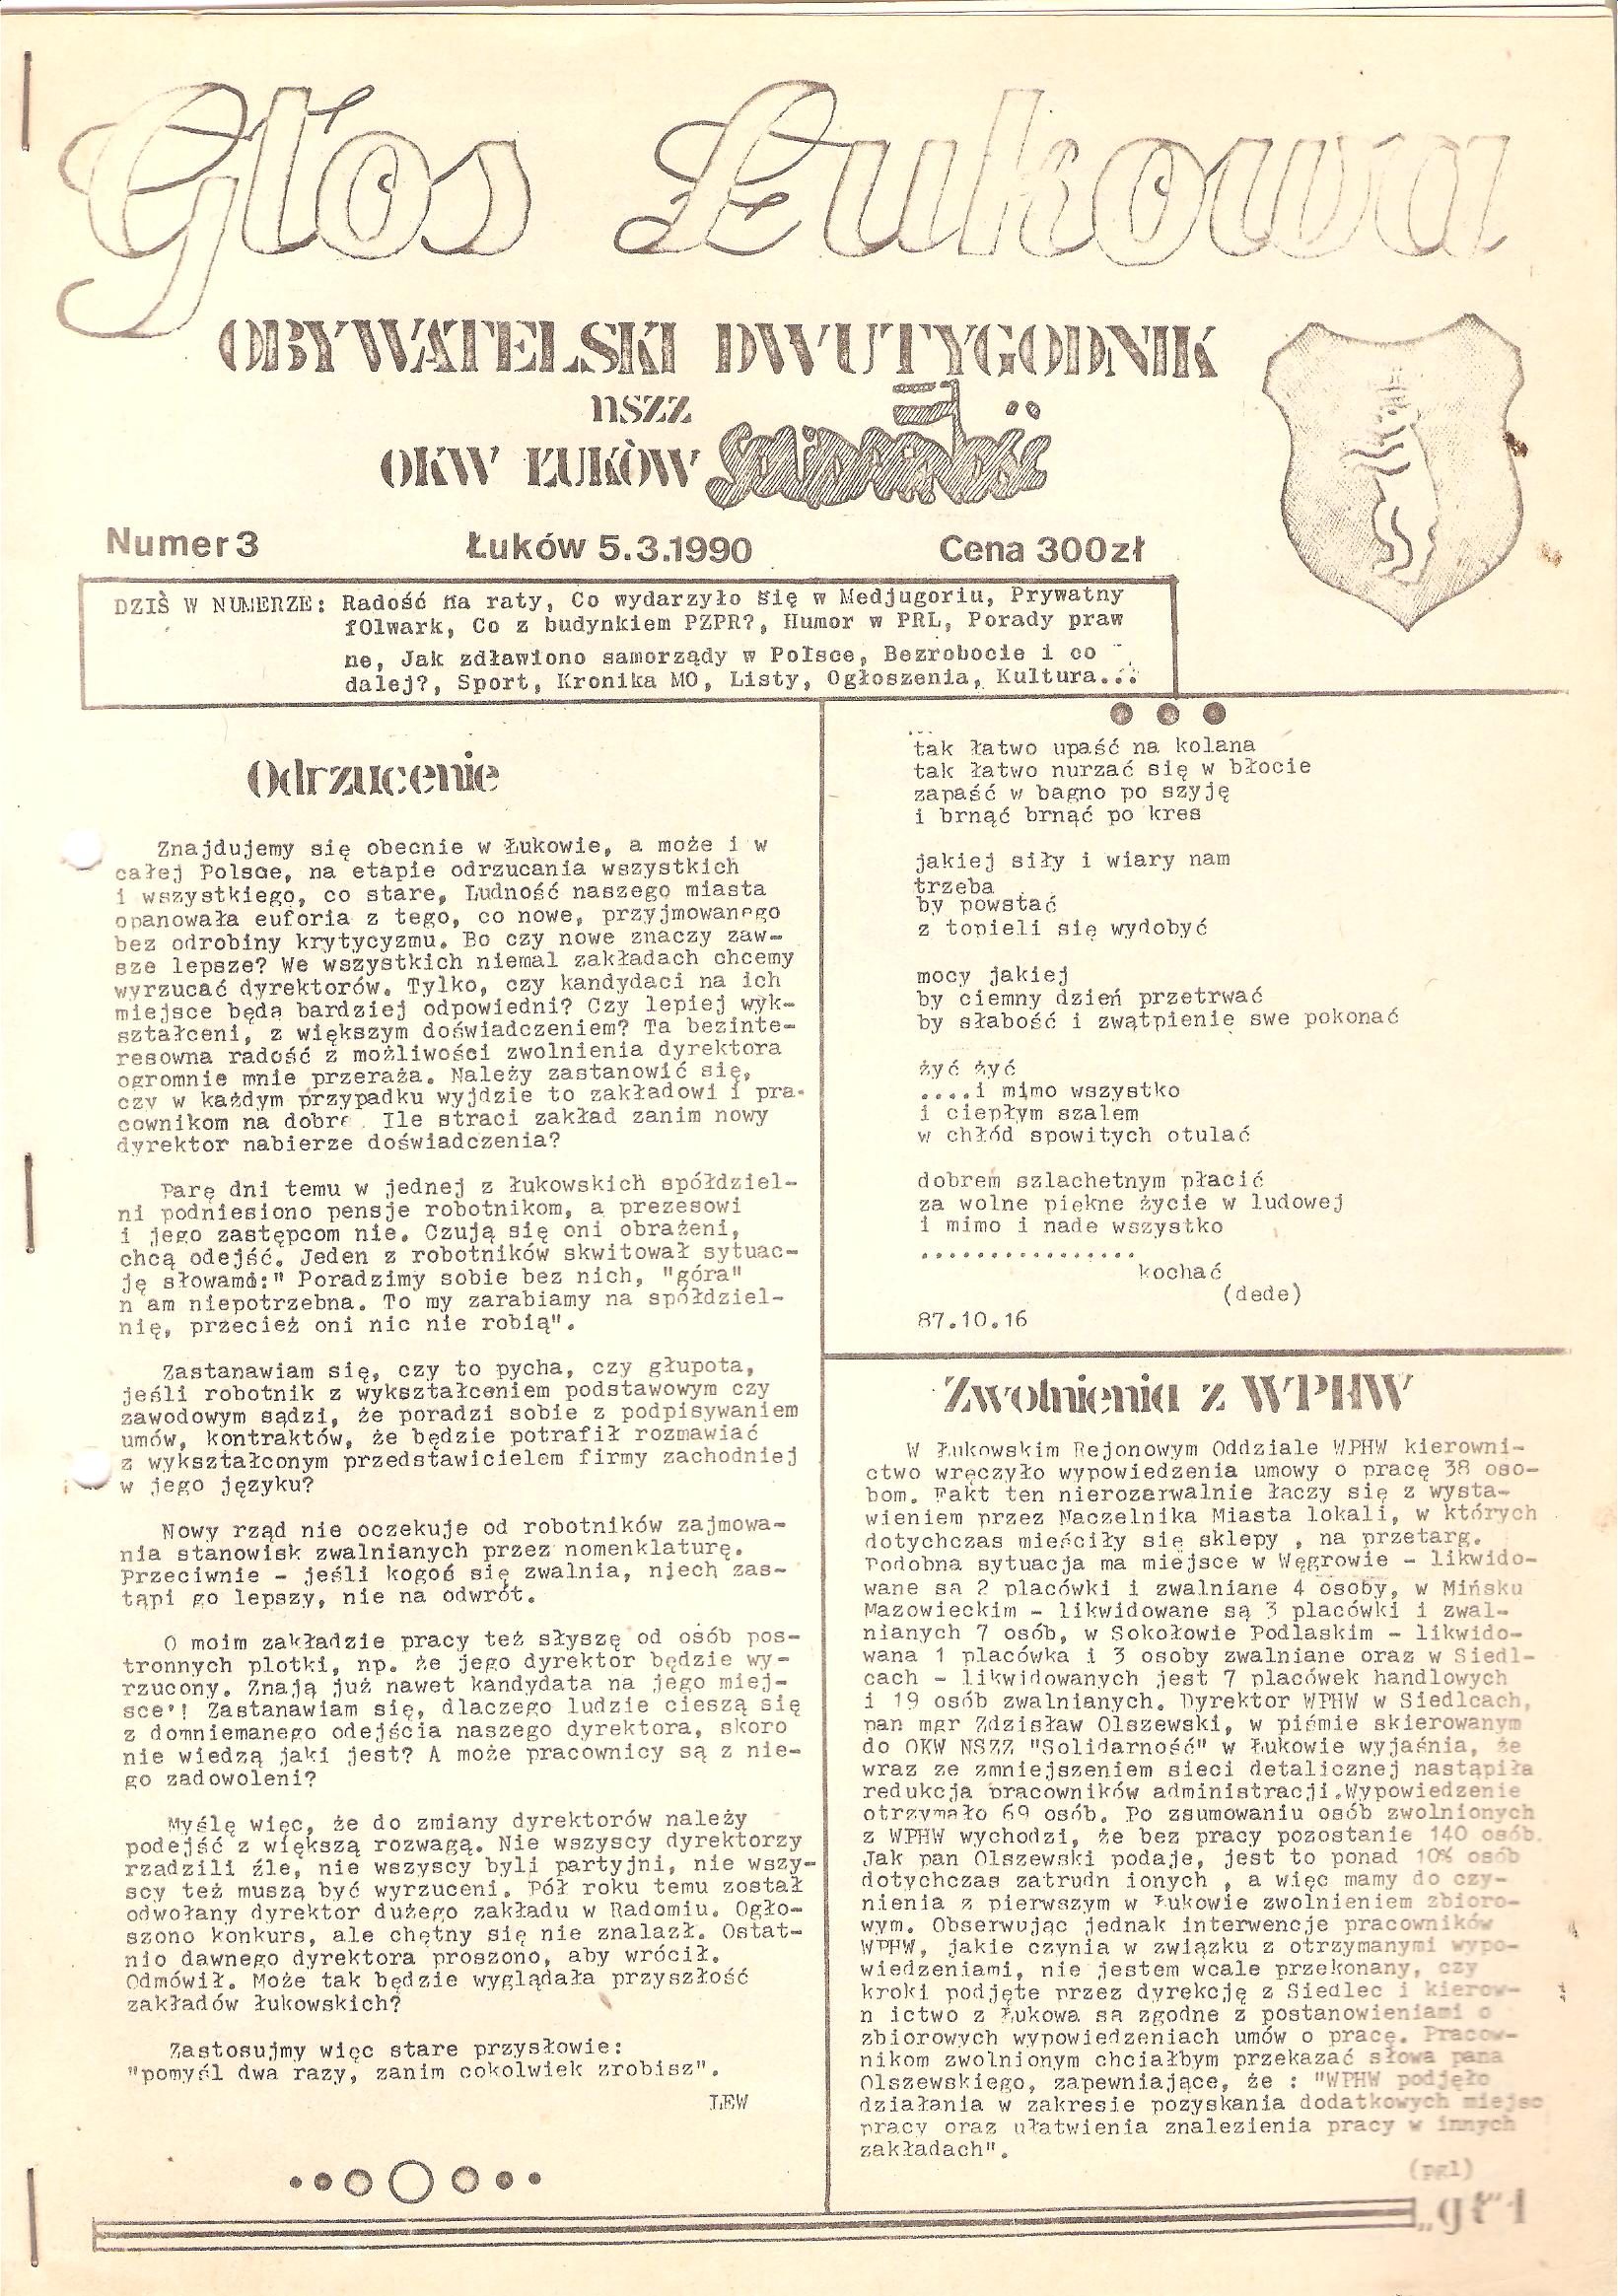 Głos Łukowa
OBYWATELSKI DWUTYGODNIK
NSZZ
OKW ŁUKÓW SOLIDARNOŚĆ
Numer 3 Łuków 5.3.1990 Cena 300zł
DZIŚ W NUMERZE: Radość na raty, Co wydarzyło się w Medjugoriu, Prywatny
fOlwark, Co z budynkiem PZPR?, Humor w PRL, Porady praw
ne, Jak zdławiono samorządy w Polsce, Bezrobocie i co
dalej?, Sport, Kronika MO, Listy, Ogłoszenia, Kultura...
Odrzucenie
Znajdujemy się obecnie w Łukowie, a może i w
całej Polsce, na etapie odrzucania wszystkich
i wszystkiego, co stare, Ludność naszego miasta
opanowała euforia z tego, co nowe, przyjmowanego
bez odrobiny krytycyzmu. Bo czy nowe znaczy zaw-
sze lepsze? We wszystkich niemal zakładach chcemy
wyrzucać dyrektorów. Tylko, czy kandydaci na ich
miejsce będą bardziej odpowiedni? Czy lepiej wyk-
ształceni, z większym doświadczeniem? Ta bezinte-
resowna radość z możliwości zwolnienia dyrektora
ogromnie mnie przeraża. Należy zastanowić się,
czy w każdym przypadku wyjdzie to zakładowi i pra-
cownikom na dobre. Ile straci zakład zanim nowy
dyrektor nabierze doświadczenia?
Parę dni temu w jednej z łukowskich spółdziel-
ni podniesiono pensje robotnikom, a prezesowi
i jego zastępcom nie. Czują się oni obrażeni,
chcą odejść. Jeden z robotników skwitował sytuac-
ję słowami:" Poradzimy sobie bez nich, "góra"
n am niepotrzebna. To my zarabiamy na spółdziel-
nię, przecież oni nic nie robią".
Zastanawiam się, czy to pycha, czy głupota,
jeśli robotnik z wykształceniem podstawowym czy
zawodowym sądzi, że poradzi sobie z podpisywaniem
umów, kontraktów, że będzie potrafił rozmawiać
z wykształconym przedstawicielem firmy zachodniej
w jego języku?
Nowy rząd nie oczekuje od robotników zajmowa-
nia stanowisk zwalnianych przez nomenklaturę.
Przeciwnie - jeśli kogoś się zwalnia, niech zas-
tąpi go lepszy, nie na odwrót.
O moim zakładzie pracy też słyszę od osób pos-
tronnych plotki, np. że jego dyrektor będzie wy-
rzucony. Znają już nawet kandydata na jego miej-
sce'! Zastanawiam się, dlaczego ludzie cieszą się
z domniemanego odejścia naszego dyrektora, skoro
nie wiedzą jaki jest? A może pracownicy są z nie-
go zadowoleni?
Myślę więc, że do zmiany dyrektorów należy
podejść z większą rozwagą. Nie wszyscy dyrektorzy
rządzili źle, nie wszyscy byli partyjni, nie wszy-
scy też muszą być wyrzuceni. Pół roku temu został
odwołany dyrektor dużego zakładu w Radomiu. Ogło-
szono konkurs, ale chętny się nie znalazł. Ostat-
nio dawnego dyrektora proszono, aby wrócił.
Odmówił. Może tak będzie wyglądała przyszłość
zakładów łukowskich?
Zastosujmy więc stare przysłowie:
"pomyśl dwa razy, zanim cokolwiek zrobisz".
LEW
...
tak łatwo upaść na kolana
tak łatwo nurzać się w błocie
zapaść w bagno po szyję
i brnąć brnąć po kres
jakiej siły i wiary nam
trzeba
by powstać
z topieli się wydobyć
mocy jakiej
by ciemny dzień przetrwać
by słabość i zwątpienie swe pokonać
żyć żyć
....i mimo wszystko
i ciepłym szalem
w chłód spowitych otulać
dobrem szlachetnym płacić
za wolne piękne życie w ludowej
i mimo i nade wszystko
................
kochać
(dede)
87.10.16
Zwolnienia z WPHW
W Łukowskim Rejonowym Oddziale WPHW kierowni-
ctwo wręczyło wypowiedzenia umowy o pracę 38 oso-
bom. Fakt ten nierozerwalnie łączy się z wysta-
wieniem przez Naczelnika Miasta lokali, w których
dotychczas mieściły się sklepy , na przetarg.
Podobna sytuacja ma miejsce w Węgrowie - likwido-
wane są 2 placówki i zwalniane 4 osoby, w Mińsku
Mazowieckim - likwidowane są 3 placówki i zwal-
nianych 7 osób, w Sokołowie Podlaskim - likwido-
wana 1 placówka i 3 osoby zwalniane oraz w Siedl-
cach - likwidowanych jest 7 placówek handlowych
i 19 osób zwalnianych. Dyrektor WPHW w Siedlcach,
pan mgr Zdzisław Olszewski, w piśmie skierowanym
do OKW NSZZ "Solidarność" w Łukowie wyjaśnia, że
wraz ze zmniejszeniem sieci detalicznej nastąpiła
redukcja pracowników administracji.Wypowiedzenie
otrzymało 69 osób. Po zsumowaniu osób zwolnionych
z WPHW wychodzi, że bez pracy pozostanie 140 osób.
Jak pan Olszewski podaje, jest to ponad 10% osób
dotychczas zatrudn ionych , a więc mamy do czy-
nienia z pierwszym w Łukowie zwolnieniem zbioro-
wym. Obserwując jednak interwencje pracowników
WPHW, jakie czynią w związku z otrzymanymi wypo-
wiedzeniami, nie jestem wcale przekonany, czy
kroki podjęte przez dyrekcję z Siedlec i kierow-
n ictwo z Łukowa są zgodne z postanowieniami o
zbiorowych wypowiedzeniach umów o pracę. Pracow-
nikom zwolnionym chciałbym przekazać słowa pana
Olszewskiego, zapewniające, że : "WPHW podjęło
działania w zakresie pozyskania dodatkowych miejsc
pracy oraz ułatwienia znalezienia pracy w innych
zakładach".
(pgl)
„gł"1